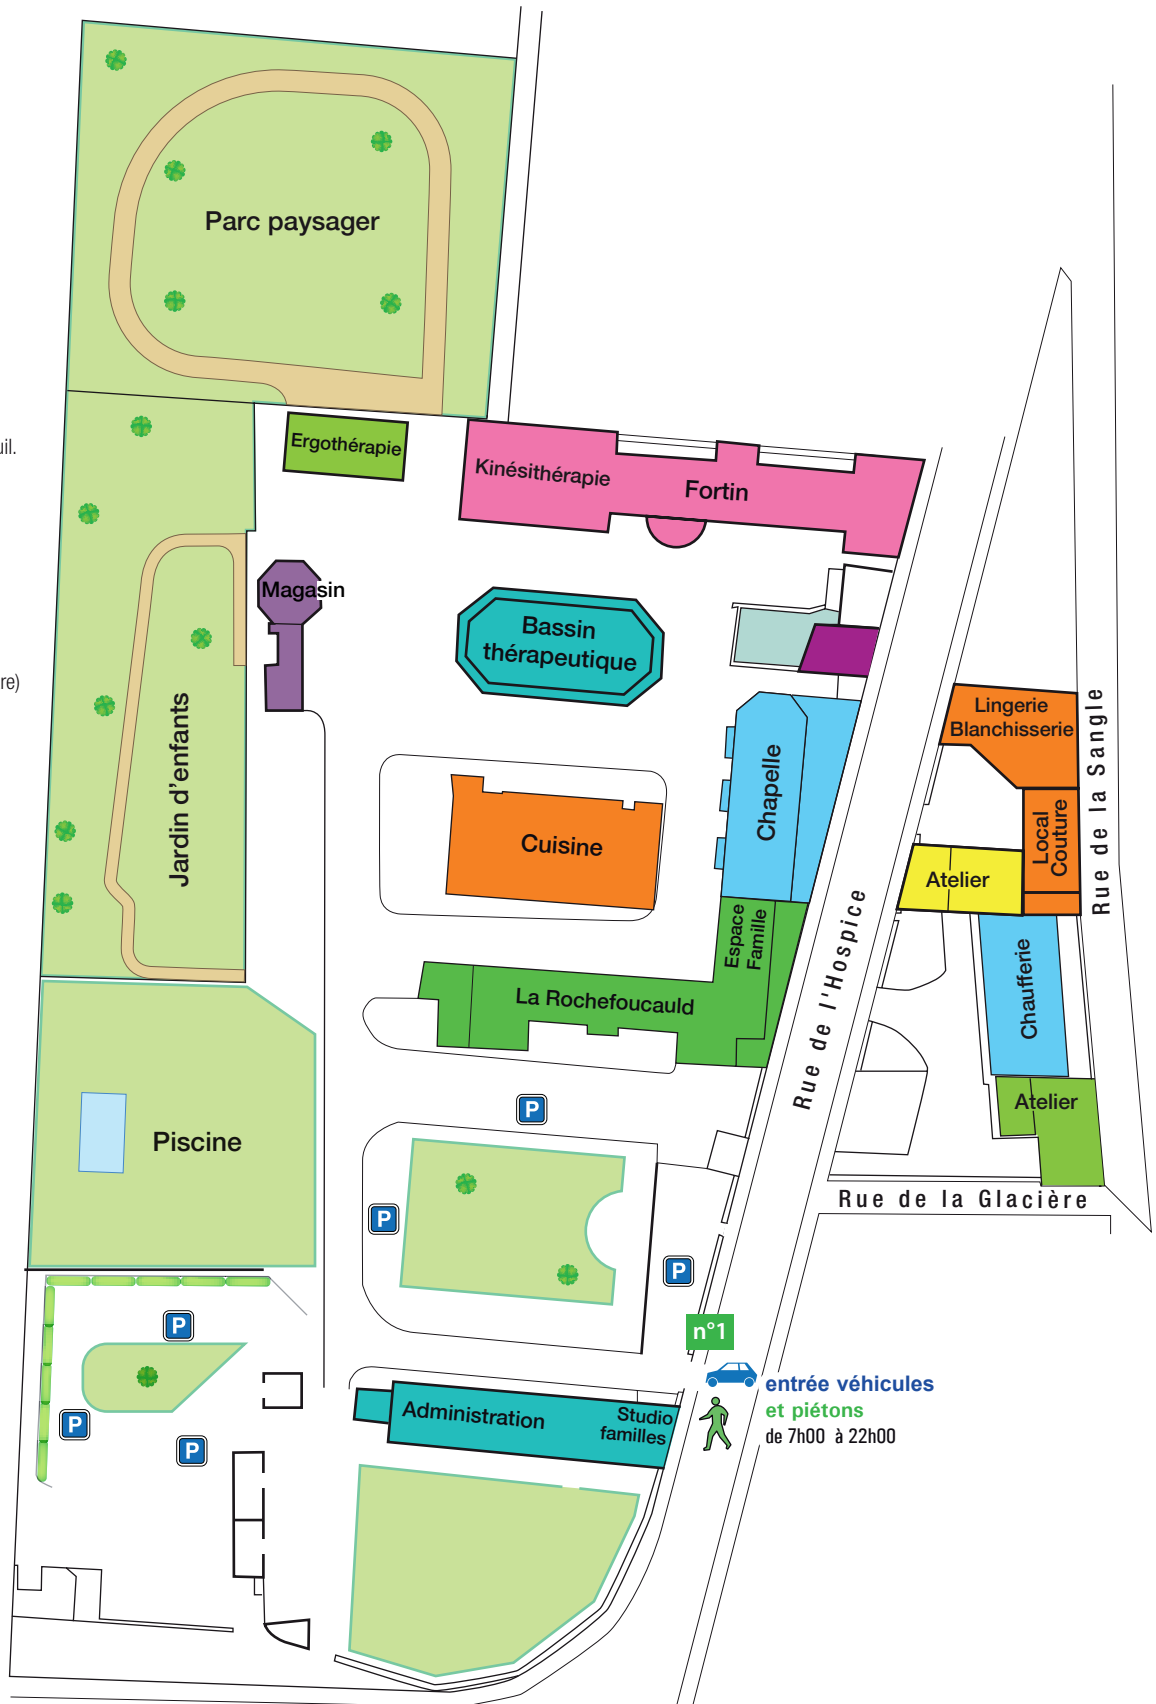 Parc paysager
uil.
Ergothérapie
Kinésithérapie
Fortin
Magasin
Bassin
thérapeutique
re)
Lingerie
Blanchisserie
Rue de la Sangle
Jardin d'enfants
Chapelle
Cuisine
Local
Couture
Atelier
Espace
Famille
Rue de l'Hospice
La Rochefoucauld
Chaufferie
Atelier
P
Piscine
Rue de la Glacière
P
P
n°1
P
entrée véhicules
et piétons
de 7h00 à 22h00
Administration
Studio
familles
P
P